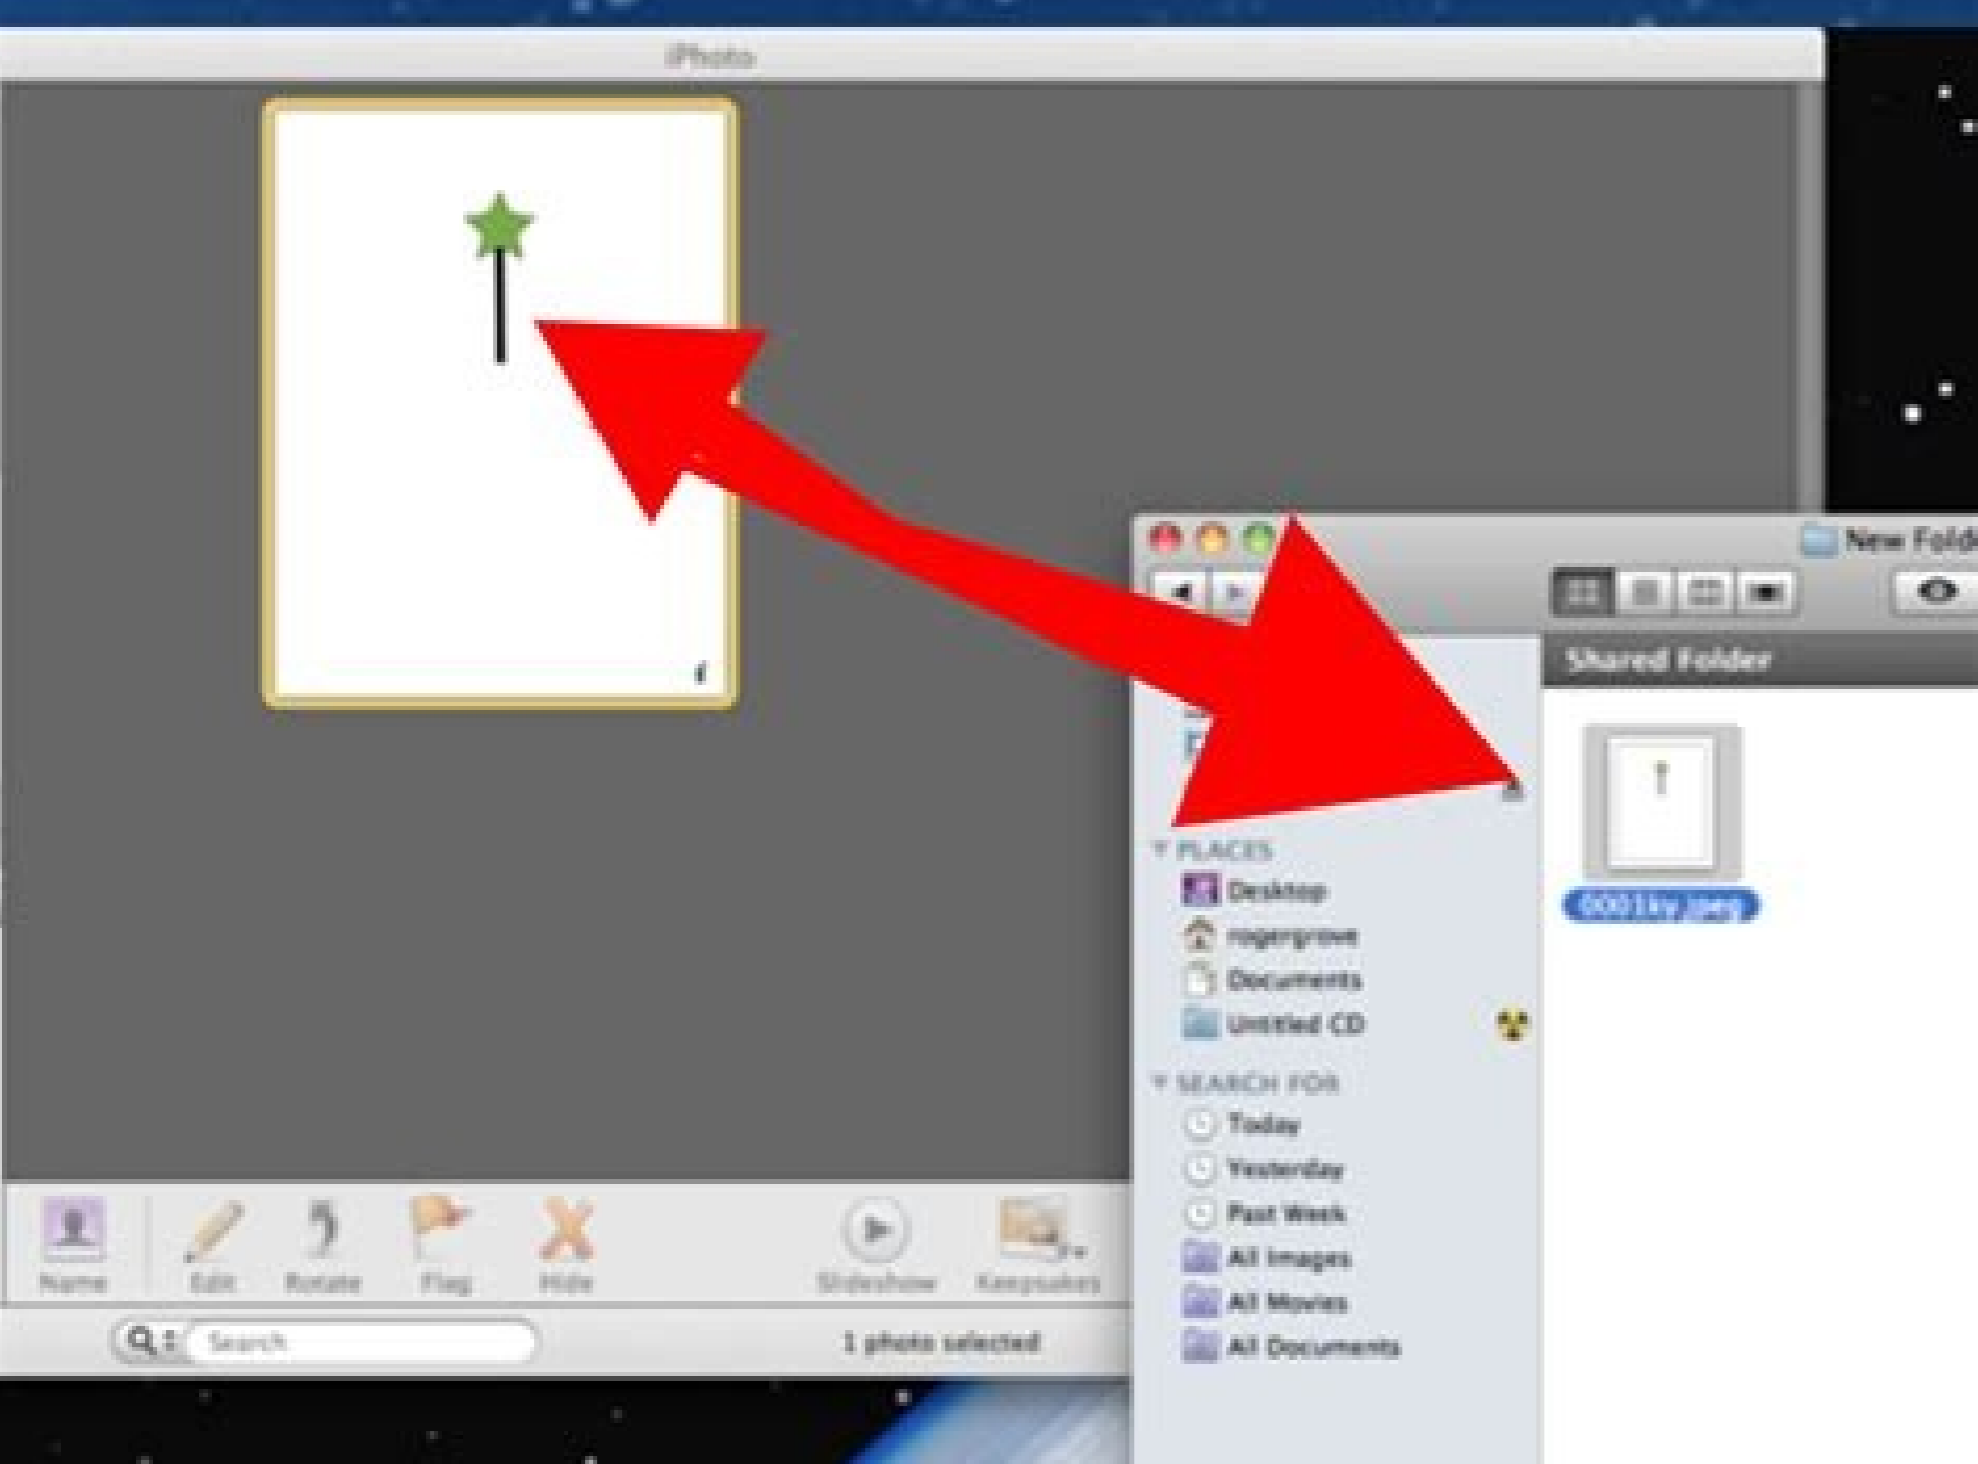 iPhoto
New Fold
Shared Folder
0001ky.jpeg
PLACES
Desktop
rogergrove
Documents
Untitled CD
SEARCH FOR
Today
Yesterday
Past Week
All Images
All Movies
All Documents
Name
Edit
Rotate
Flag
Hide
Slideshow
Keepsakes
Search
1 photo selected